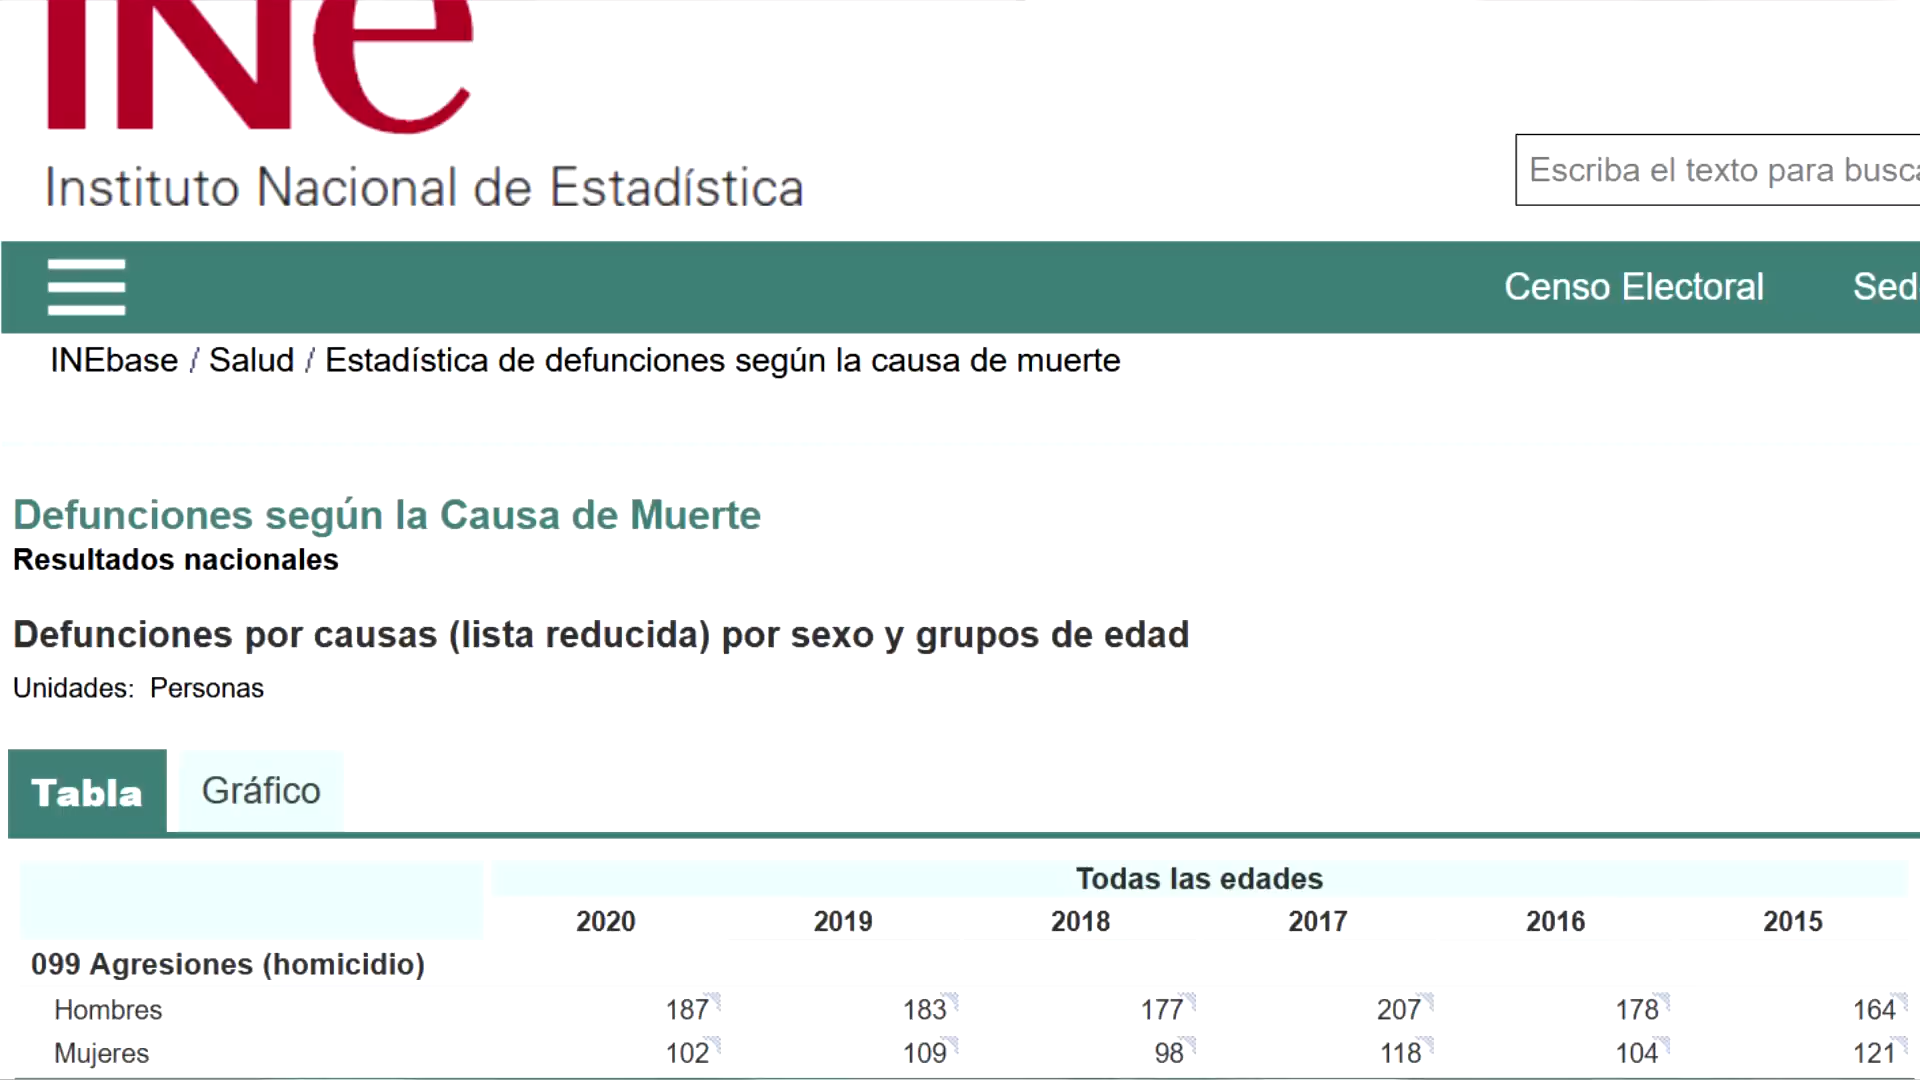 INe
Instituto Nacional de Estadística
Escriba el texto para busca
Censo Electoral Sed
INEbase / Salud / Estadística de defunciones según la causa de muerte
Defunciones según la Causa de Muerte
Resultados nacionales
Defunciones por causas (lista reducida) por sexo y grupos de edad
Unidades: Personas
Tabla Gráfico
Todas las edades
2020 2019 2018 2017 2016 2015
099 Agresiones (homicidio)
Hombres 187 183 177 207 178 164
Mujeres 102 109 98 118 104 121